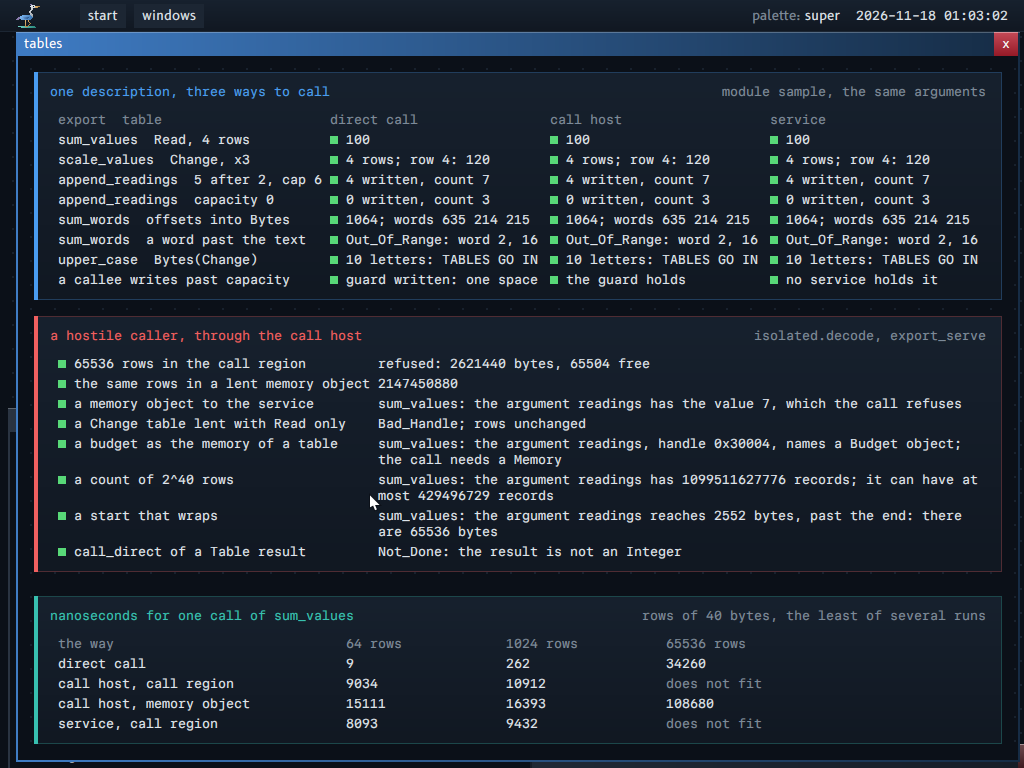 start windows palette: super 2026-11-18 01:03:02
tables x
one description, three ways to call module sample, the same arguments
export table direct call call host service
sum_values Read, 4 rows 100 100 100
scale_values Change, x3 4 rows; row 4: 120 4 rows; row 4: 120 4 rows; row 4: 120
append_readings 5 after 2, cap 6 4 written, count 7 4 written, count 7 4 written, count 7
append_readings capacity 0 0 written, count 3 0 written, count 3 0 written, count 3
sum_words offsets into Bytes 1064; words 635 214 215 1064; words 635 214 215 1064; words 635 214 215
sum_words a word past the text Out_Of_Range: word 2, 16 Out_Of_Range: word 2, 16 Out_Of_Range: word 2, 16
upper_case Bytes(Change) 10 letters: TABLES GO IN 10 letters: TABLES GO IN 10 letters: TABLES GO IN
a callee writes past capacity guard written: one space the guard holds no service holds it
a hostile caller, through the call host isolated.decode, export_serve
65536 rows in the call region refused: 2621440 bytes, 65504 free
the same rows in a lent memory object 2147450880
a memory object to the service sum_values: the argument readings has the value 7, which the call refuses
a Change table lent with Read only Bad_Handle; rows unchanged
a budget as the memory of a table sum_values: the argument readings, handle 0x30004, names a Budget object;
the call needs a Memory
a count of 2^40 rows sum_values: the argument readings has 1099511627776 records; it can have at
most 429496729 records
a start that wraps sum_values: the argument readings reaches 2552 bytes, past the end: there
are 65536 bytes
call_direct of a Table result Not_Done: the result is not an Integer
nanoseconds for one call of sum_values rows of 40 bytes, the least of several runs
the way 64 rows 1024 rows 65536 rows
direct call 9 262 34260
call host, call region 9034 10912 does not fit
call host, memory object 15111 16393 108680
service, call region 8093 9432 does not fit